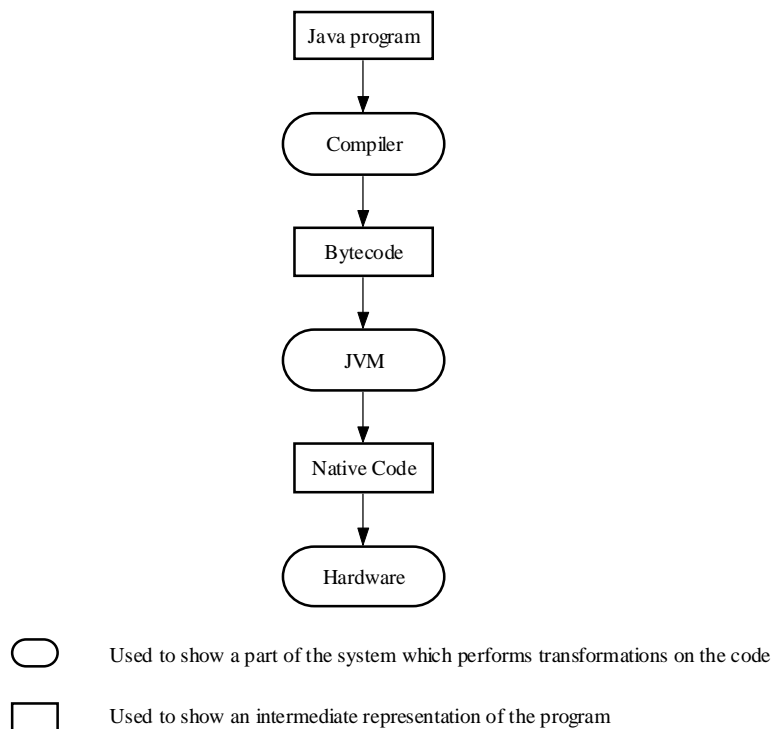 Java program
Compiler
Bytecode
JVM
Native Code
Hardware
Used to show a part of the system which performs transformations on the code
Used to show an intermediate representation of the program